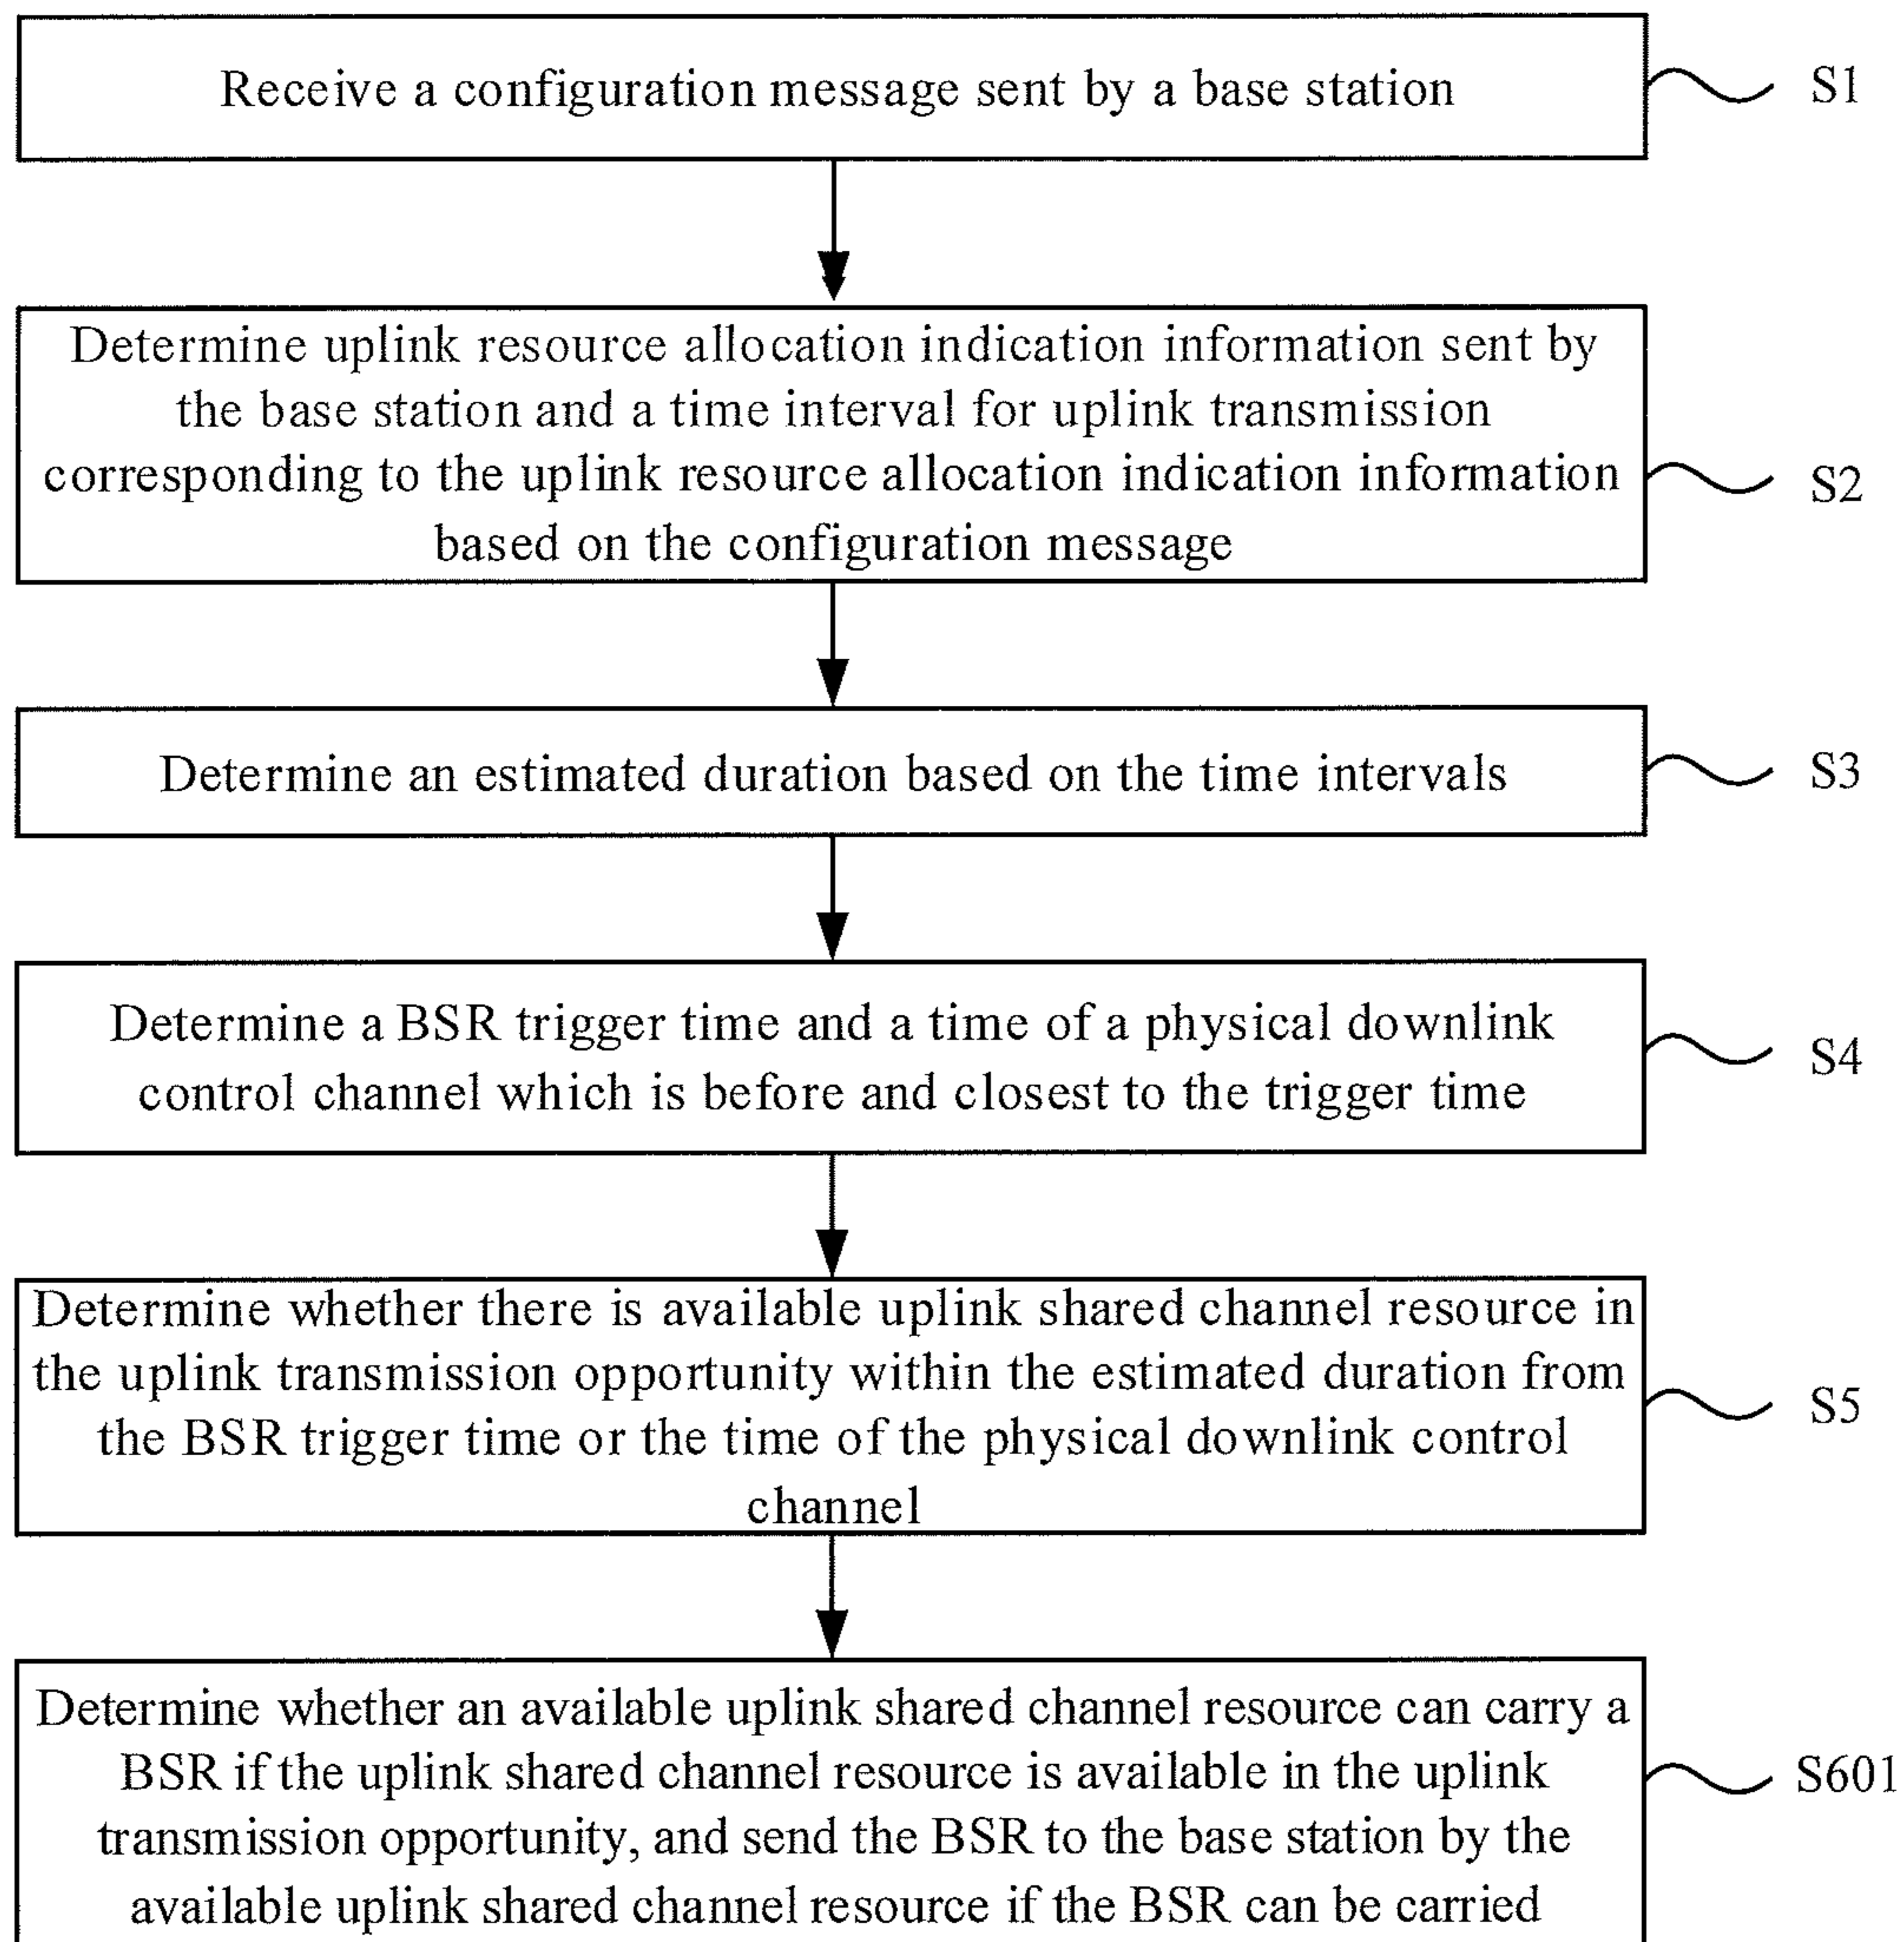 Receive a configuration message sent by a base station
S1
Determine uplink resource allocation indication information sent by
the base station and a time interval for uplink transmission
corresponding to the uplink resource allocation indication information
based on the configuration message
S2
Determine an estimated duration based on the time intervals
S3
Determine a BSR trigger time and a time of a physical downlink
control channel which is before and closest to the trigger time
S4
Determine whether there is available uplink shared channel resource in
the uplink transmission opportunity within the estimated duration from
the BSR trigger time or the time of the physical downlink control
channel
S5
Determine whether an available uplink shared channel resource can carry a
BSR if the uplink shared channel resource is available in the uplink
transmission opportunity, and send the BSR to the base station by the
available uplink shared channel resource if the BSR can be carried
S601